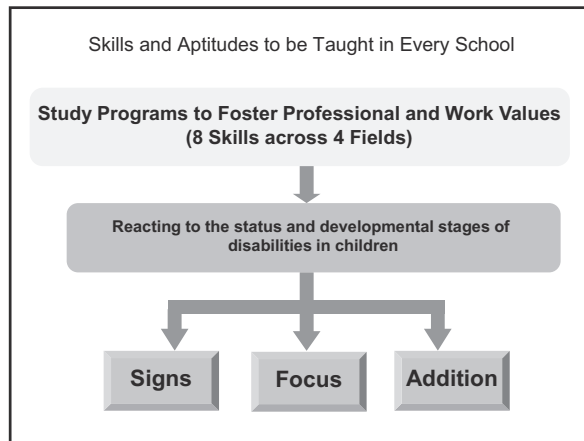 Skills and Aptitudes to be Taught in Every School
Study Programs to Foster Professional and Work Values
(8 Skills across 4 Fields)
Reacting to the status and developmental stages of
disabilities in children
Signs
Focus
Addition